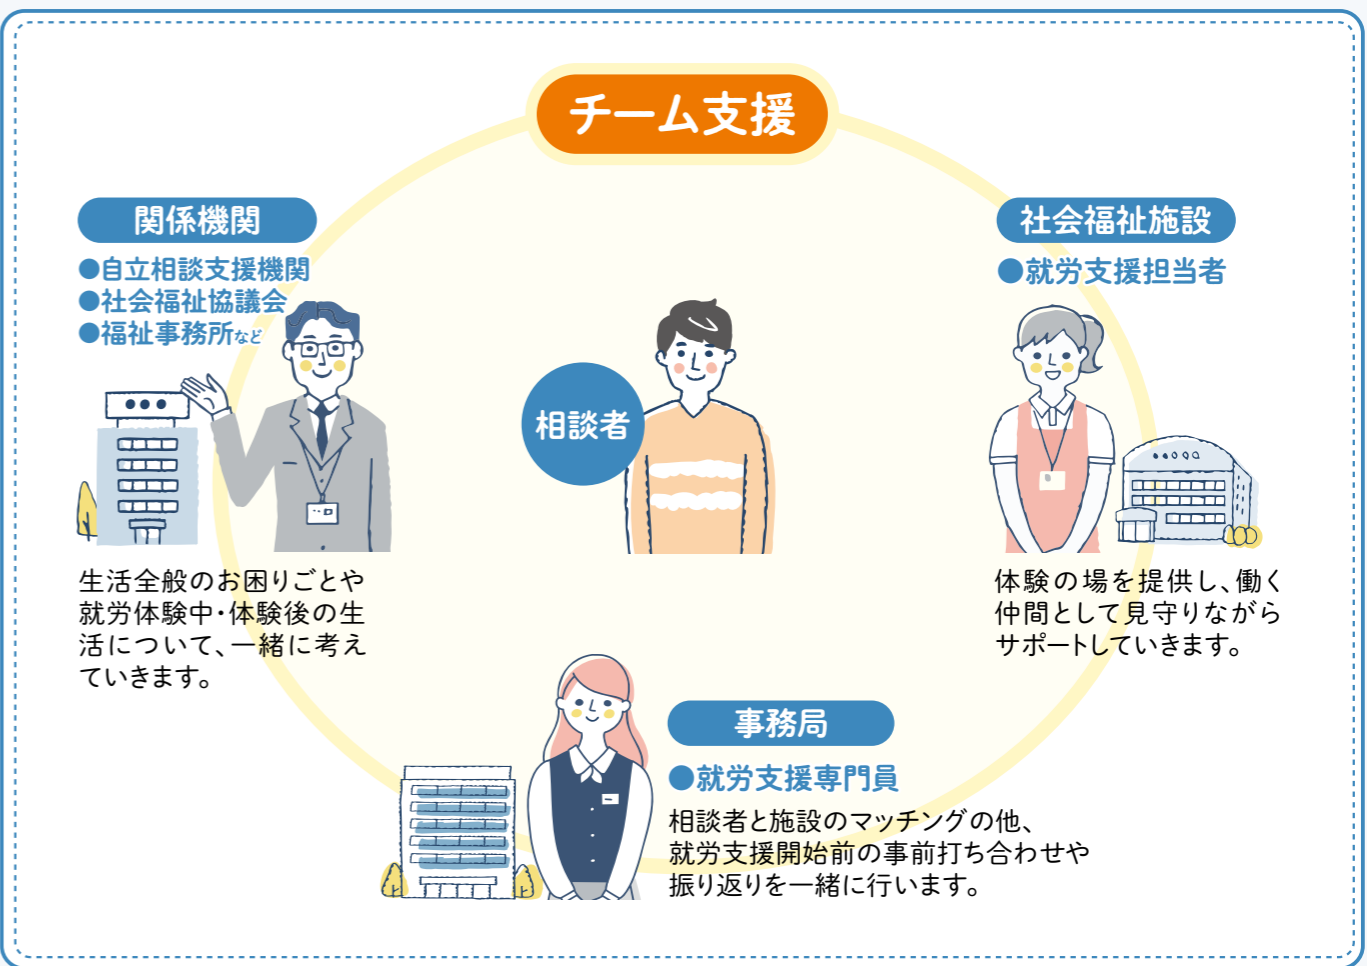 チーム支援
関係機関
●自立相談支援機関
●社会福祉協議会
●福祉事務所など
生活全般のお困りごとや
就労体験中・体験後の生
活について、一緒に考え
ていきます。
相談者
社会福祉施設
●就労支援担当者
体験の場を提供し、働く
仲間として見守りながら
サポートしていきます。
事務局
●就労支援専門員
相談者と施設のマッチングの他、
就労支援開始前の事前打ち合わせや
振り返りを一緒に行います。